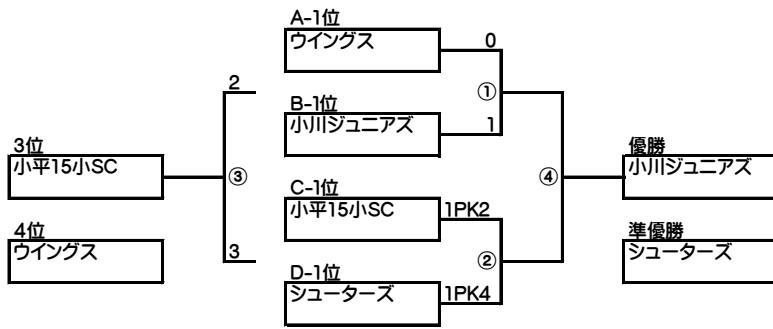 A-1位
ウイングス
0
①
B-1位
小川ジュニアズ
1
2
3位
小平15小SC
③
4位
ウイングス
3
C-1位
小平15小SC
1PK2
②
D-1位
シューターズ
1PK4
④
優勝
小川ジュニアズ
準優勝
シューターズ